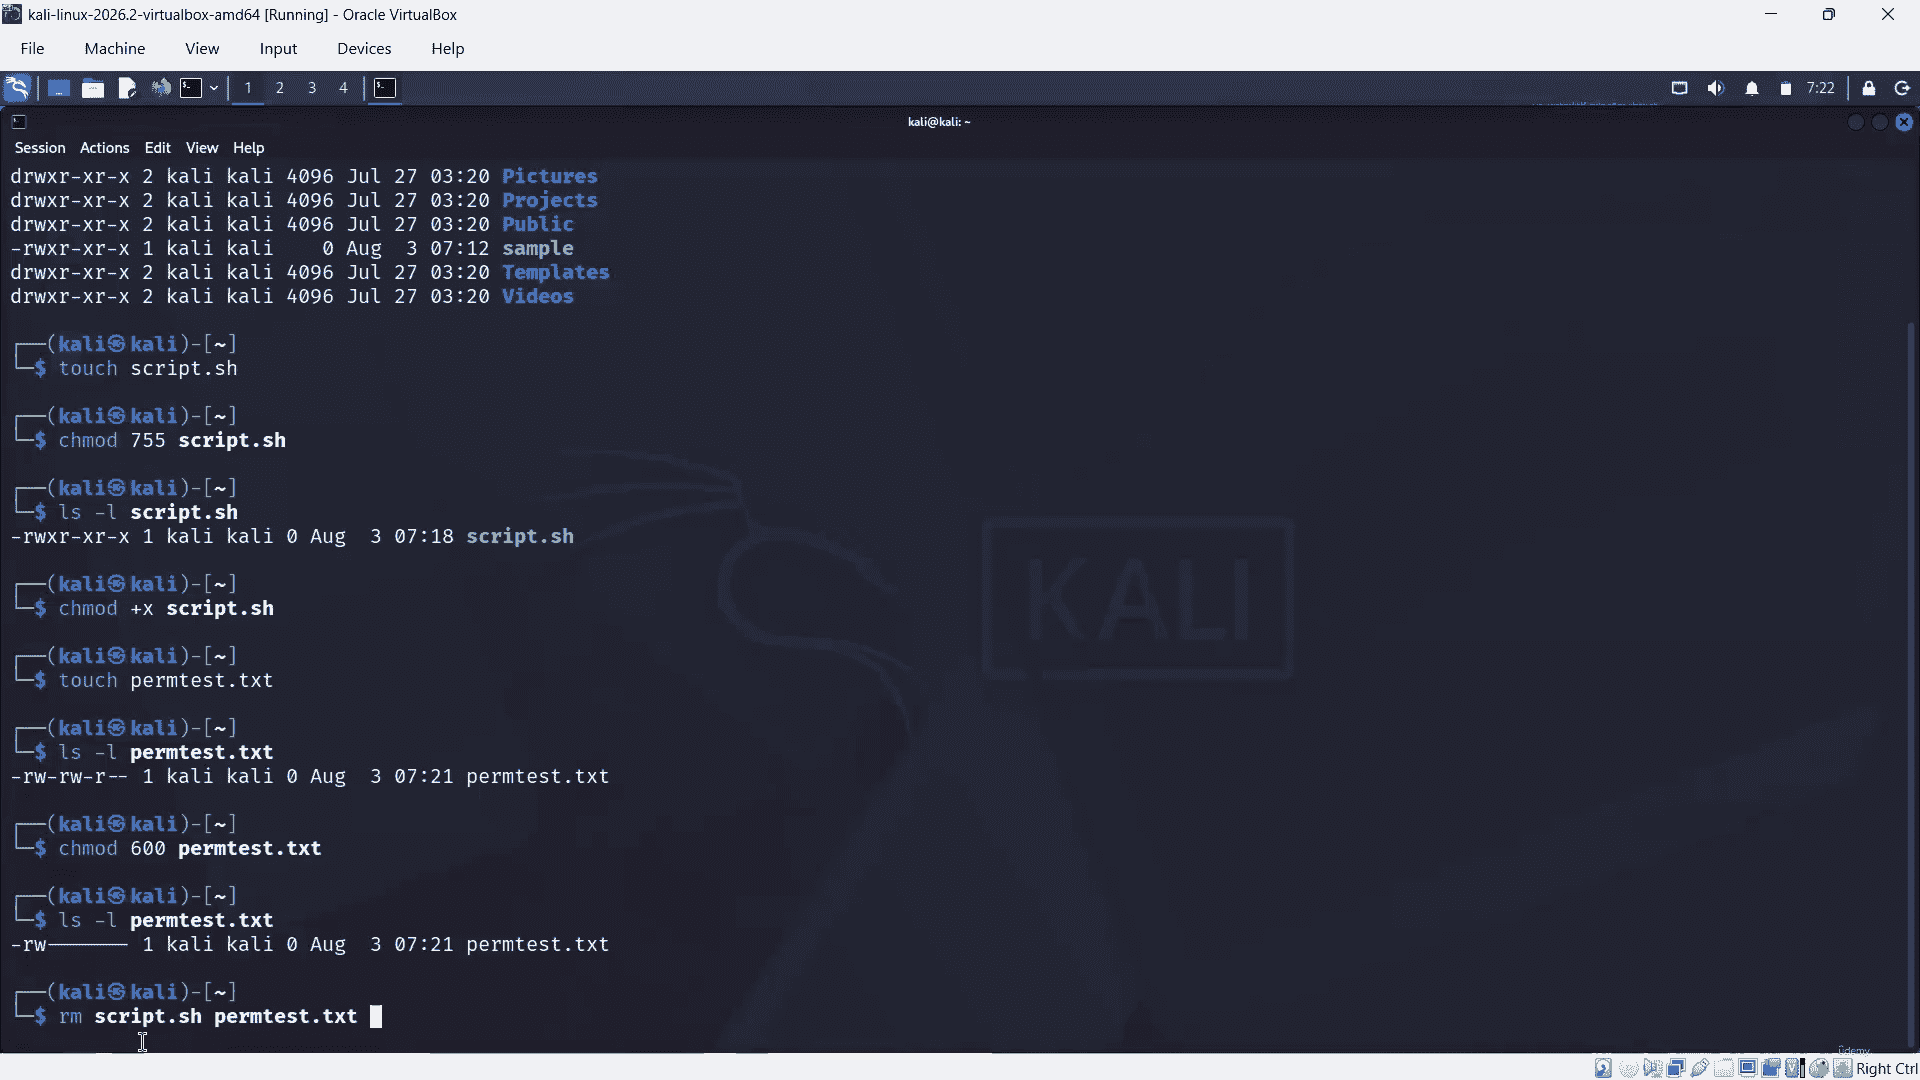 kali-linux-2026.2-virtualbox-amd64 [Running] - Oracle VirtualBox
File Machine View Input Devices Help
1 2 3 4 7:22
kali@kali: ~
Session Actions Edit View Help
drwxr-xr-x 2 kali kali 4096 Jul 27 03:20 Pictures
drwxr-xr-x 2 kali kali 4096 Jul 27 03:20 Projects
drwxr-xr-x 2 kali kali 4096 Jul 27 03:20 Public
-rwxr-xr-x 1 kali kali    0 Aug  3 07:12 sample
drwxr-xr-x 2 kali kali 4096 Jul 27 03:20 Templates
drwxr-xr-x 2 kali kali 4096 Jul 27 03:20 Videos
┌──(kali㉿kali)-[~]
└─$ touch script.sh
┌──(kali㉿kali)-[~]
└─$ chmod 755 script.sh
┌──(kali㉿kali)-[~]
└─$ ls -l script.sh
-rwxr-xr-x 1 kali kali 0 Aug  3 07:18 script.sh
┌──(kali㉿kali)-[~]
└─$ chmod +x script.sh
┌──(kali㉿kali)-[~]
└─$ touch permtest.txt
┌──(kali㉿kali)-[~]
└─$ ls -l permtest.txt
-rw-rw-r-- 1 kali kali 0 Aug  3 07:21 permtest.txt
┌──(kali㉿kali)-[~]
└─$ chmod 600 permtest.txt
┌──(kali㉿kali)-[~]
└─$ ls -l permtest.txt
-rw------- 1 kali kali 0 Aug  3 07:21 permtest.txt
┌──(kali㉿kali)-[~]
└─$ rm script.sh permtest.txt
KALI
Udemy
Right Ctrl